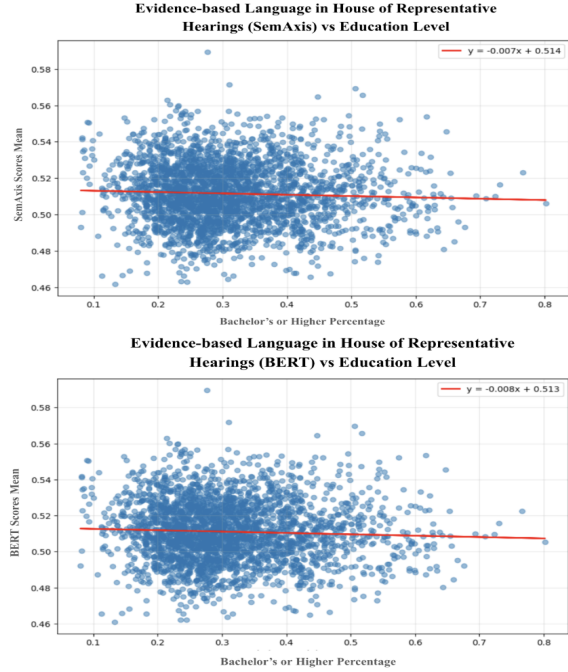 Evidence-based Language in House of Representative
Hearings (SemAxis) vs Education Level
y = -0.007x + 0.514
0.58
0.56
0.54
0.52
0.50
0.48
0.46
SemAxis Scores Mean
0.1 0.2 0.3 0.4 0.5 0.6 0.7 0.8
Bachelor's or Higher Percentage
Evidence-based Language in House of Representative
Hearings (BERT) vs Education Level
y = -0.008x + 0.513
0.58
0.56
0.54
0.52
0.50
0.48
0.46
BERT Scores Mean
0.1 0.2 0.3 0.4 0.5 0.6 0.7 0.8
Bachelor's or Higher Percentage